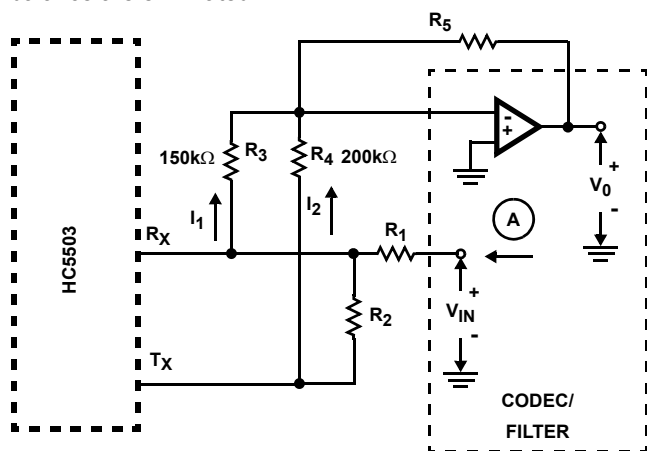 R5
150kΩ
R3
R4
200kΩ
-
+
I1
I2
V0
+
-
A
HC5503
RX
R1
VIN
+
-
R2
TX
CODEC/
FILTER